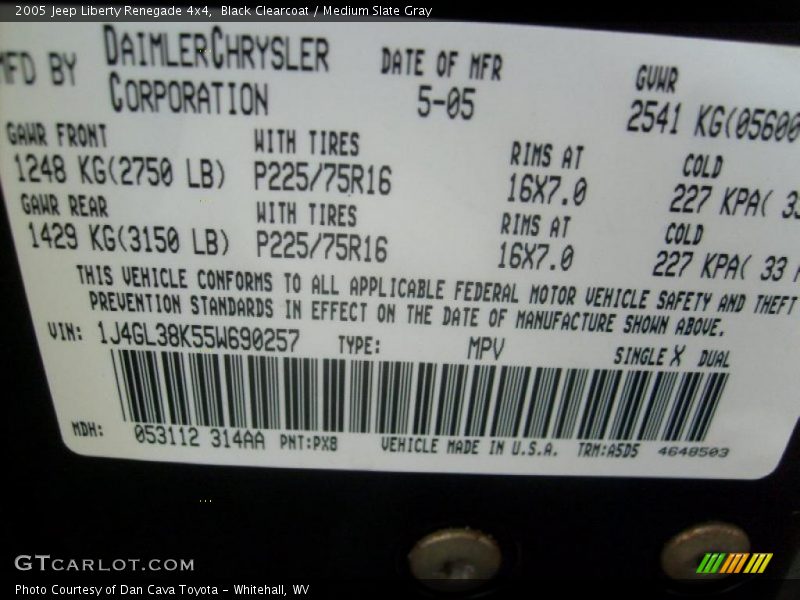 2005 Jeep Liberty Renegade 4x4, Black Clearcoat / Medium Slate Gray
MFD BY DAIMLERCHRYSLER CORPORATION
DATE OF MFR 5-05
GVWR 2541 KG(05600
GAWR FRONT 1248 KG(2750 LB)
WITH TIRES P225/75R16
RIMS AT 16X7.0
COLD 227 KPA( 33
GAWR REAR 1429 KG(3150 LB)
WITH TIRES P225/75R16
RIMS AT 16X7.0
COLD 227 KPA( 33
THIS VEHICLE CONFORMS TO ALL APPLICABLE FEDERAL MOTOR VEHICLE SAFETY AND THEFT
PREVENTION STANDARDS IN EFFECT ON THE DATE OF MANUFACTURE SHOWN ABOVE.
VIN: 1J4GL38K55W690257 TYPE: MPV SINGLE X DUAL
MDH: 053112 314AA PNT:PX8 VEHICLE MADE IN U.S.A. TRM:A5D5 4648503
GTCARLOT.COM
Photo Courtesy of Dan Cava Toyota - Whitehall, WV